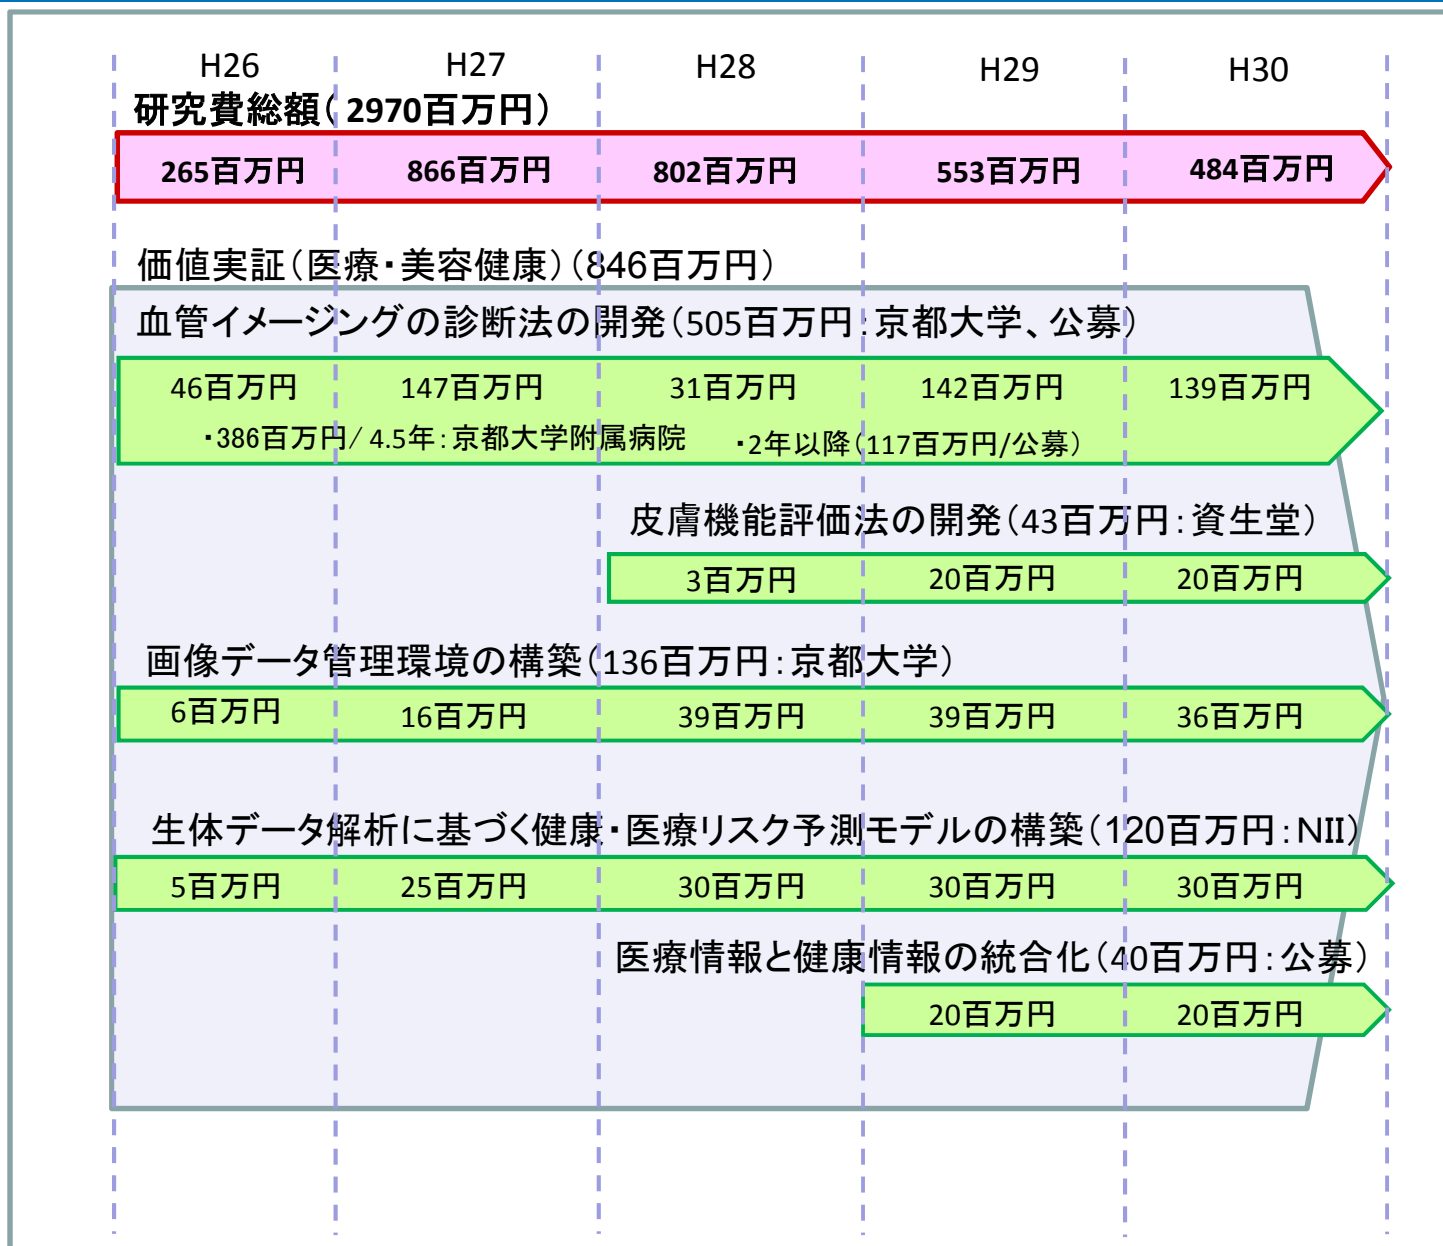 H26 H27 H28 H29 H30
研究費総額( 2970百万円)
265百万円 866百万円 802百万円 553百万円 484百万円
価値実証(医療・美容健康)(846百万円)
血管イメージングの診断法の開発(505百万円:京都大学、公募)
46百万円 147百万円 31百万円 142百万円 139百万円
・386百万円/ 4.5年:京都大学附属病院 ・2年以降(117百万円/公募)
皮膚機能評価法の開発(43百万円:資生堂)
3百万円 20百万円 20百万円
画像データ管理環境の構築(136百万円:京都大学)
6百万円 16百万円 39百万円 39百万円 36百万円
生体データ解析に基づく健康・医療リスク予測モデルの構築(120百万円:NII)
5百万円 25百万円 30百万円 30百万円 30百万円
医療情報と健康情報の統合化(40百万円:公募)
20百万円 20百万円